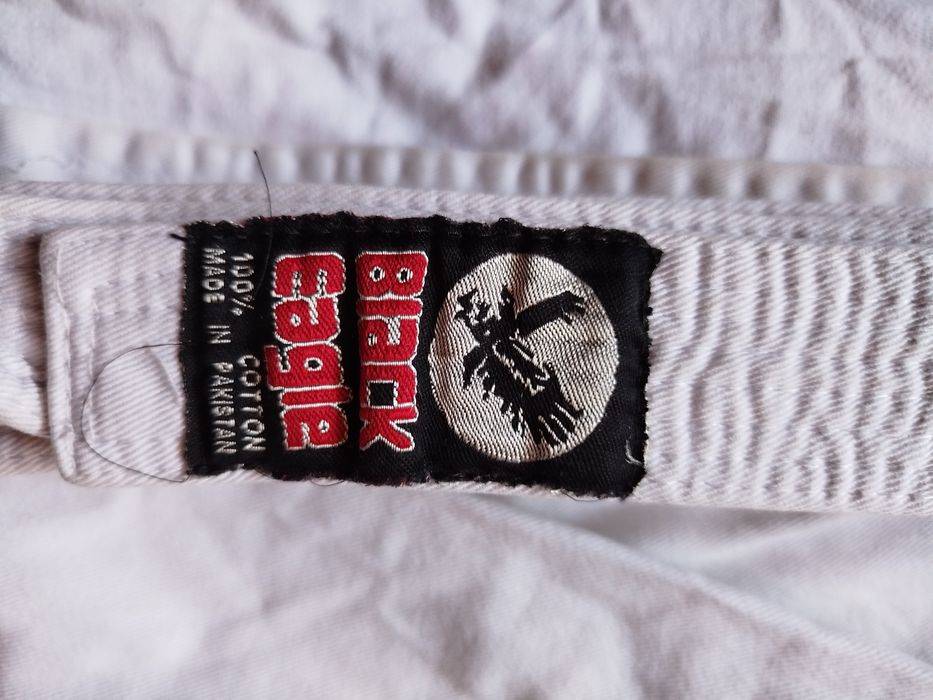 Black
Eagle
100% COTTON
MADE IN PAKISTAN